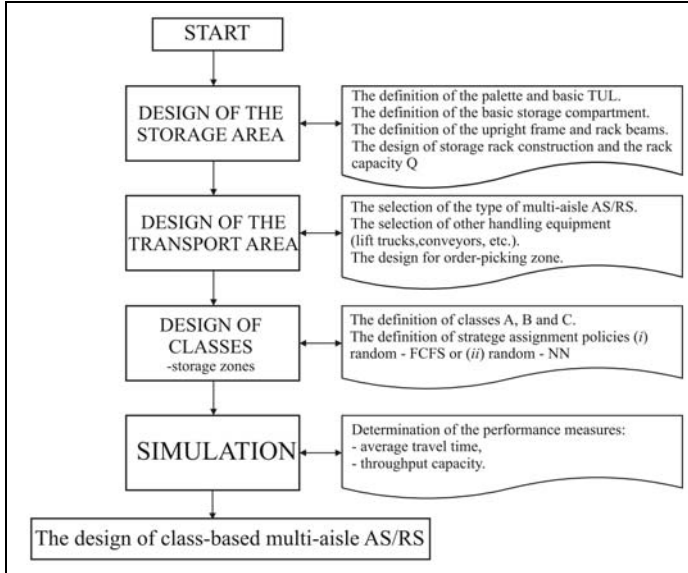 START
DESIGN OF THE
STORAGE AREA
The definition of the palette and basic TUL.
The definition of the basic storage compartment.
The definition of the upright frame and rack beams.
The design of storage rack construction and the rack
capacity Q
DESIGN OF THE
TRANSPORT AREA
The selection of the type of multi-aisle AS/RS.
The selection of other handling equipment
(lift trucks,conveyors, etc.).
The design for order-picking zone.
DESIGN OF
CLASSES
-storage zones
The definition of classes A, B and C.
The definition of stratege assignment policies (i)
random - FCFS or (ii) random - NN
SIMULATION
Determination of the performance measures:
- average travel time,
- throughput capacity.
The design of class-based multi-aisle AS/RS